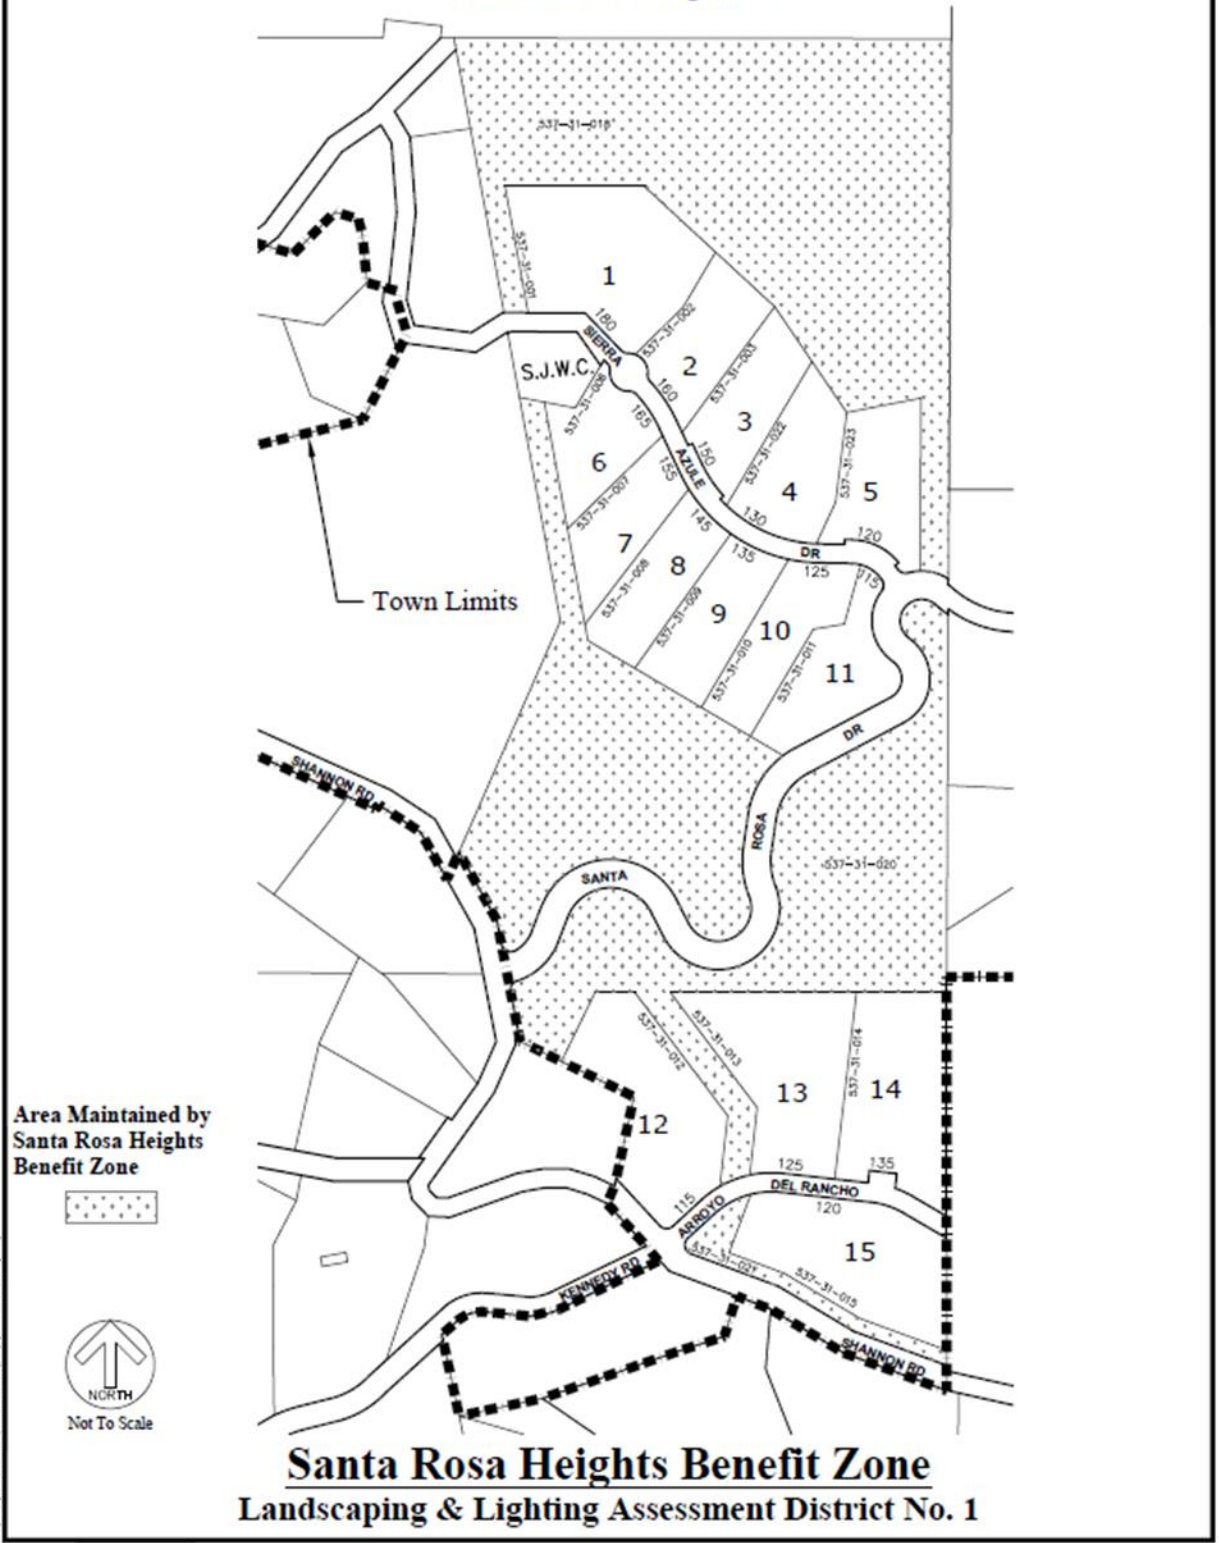 537-31-018
537-31-001
1
180
SIERRA
537-31-002
S.J.W.C.
537-31-006
2
160
537-31-003
165
3
150
AZULE
155
537-31-022
537-31-023
6
4
5
537-31-007
145
130
120
7
135
DR
125
115
8
537-31-008
Town Limits
537-31-009
9
10
537-31-010
537-31-011
11
DR
SHANNON RD
ROSA
537-31-020
SANTA
537-31-012
537-31-013
537-31-014
13
14
12
Area Maintained by
Santa Rosa Heights
Benefit Zone
125
135
DEL RANCHO
115
ARROYO
120
15
537-31-021
537-31-015
KENNEDY RD
SHANNON RD
NORTH
Not To Scale
Santa Rosa Heights Benefit Zone
Landscaping & Lighting Assessment District No. 1